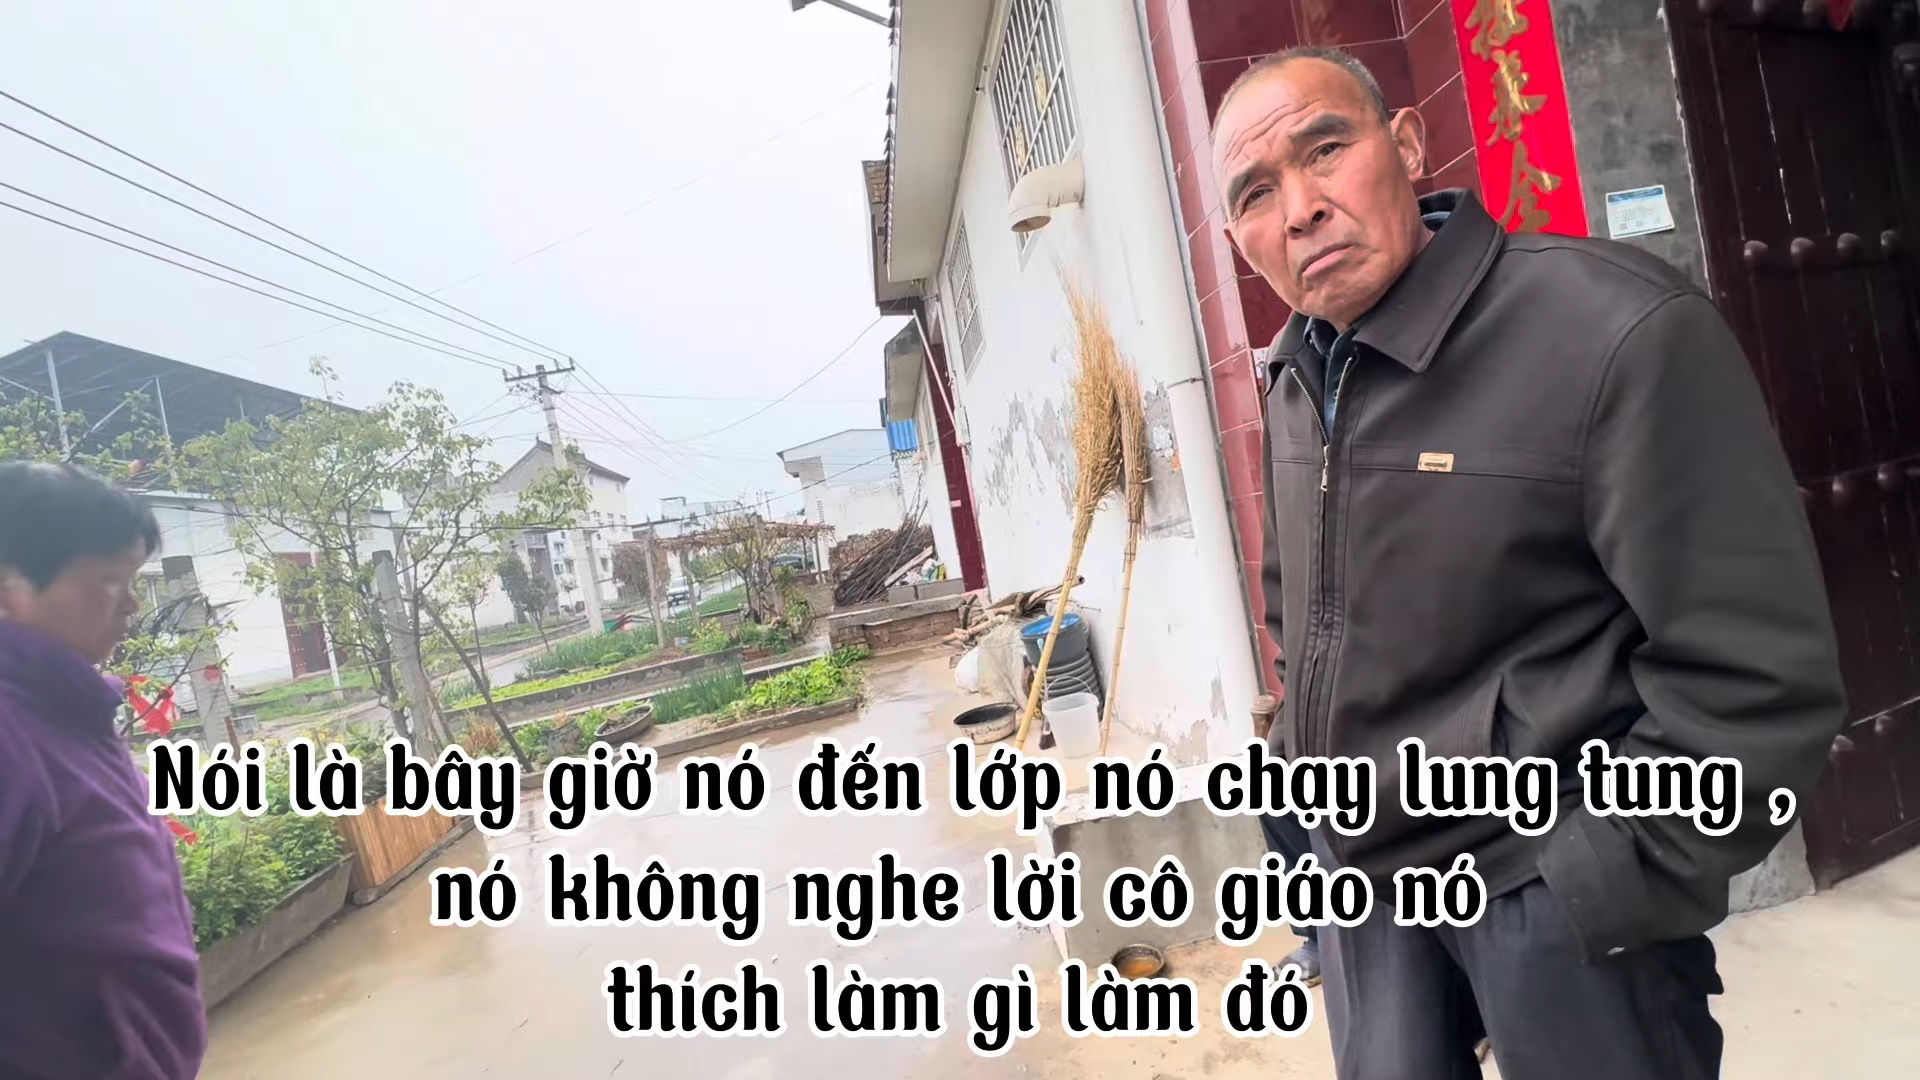 Nói là bây giờ nó đến lớp nó chạy lung tung ,
nó không nghe lời cô giáo nó
thích làm gì làm đó